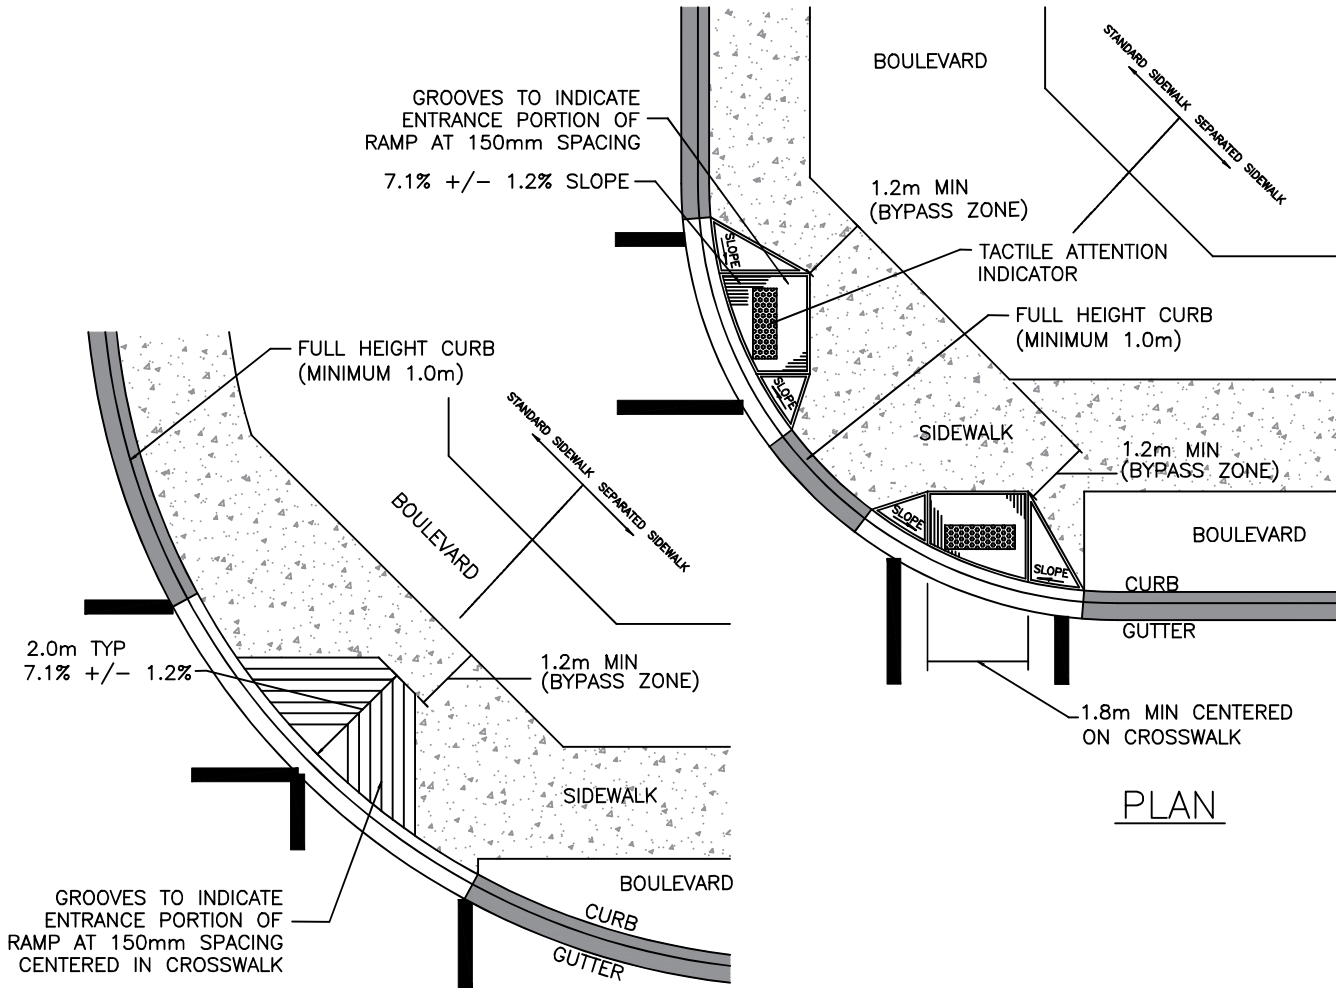 BOULEVARD
STANDARD SIDEWALK SEPARATED SIDEWALK
GROOVES TO INDICATE
ENTRANCE PORTION OF
RAMP AT 150mm SPACING
7.1% +/- 1.2% SLOPE
1.2m MIN
(BYPASS ZONE)
TACTILE ATTENTION
INDICATOR
SLOPE
FULL HEIGHT CURB
(MINIMUM 1.0m)
SLOPE
SIDEWALK
1.2m MIN
(BYPASS ZONE)
SLOPE
SLOPE
BOULEVARD
CURB
GUTTER
1.8m MIN CENTERED
ON CROSSWALK
PLAN
FULL HEIGHT CURB
(MINIMUM 1.0m)
STANDARD SIDEWALK SEPARATED SIDEWALK
BOULEVARD
2.0m TYP
7.1% +/- 1.2%
1.2m MIN
(BYPASS ZONE)
SIDEWALK
BOULEVARD
CURB
GUTTER
GROOVES TO INDICATE
ENTRANCE PORTION OF
RAMP AT 150mm SPACING
CENTERED IN CROSSWALK